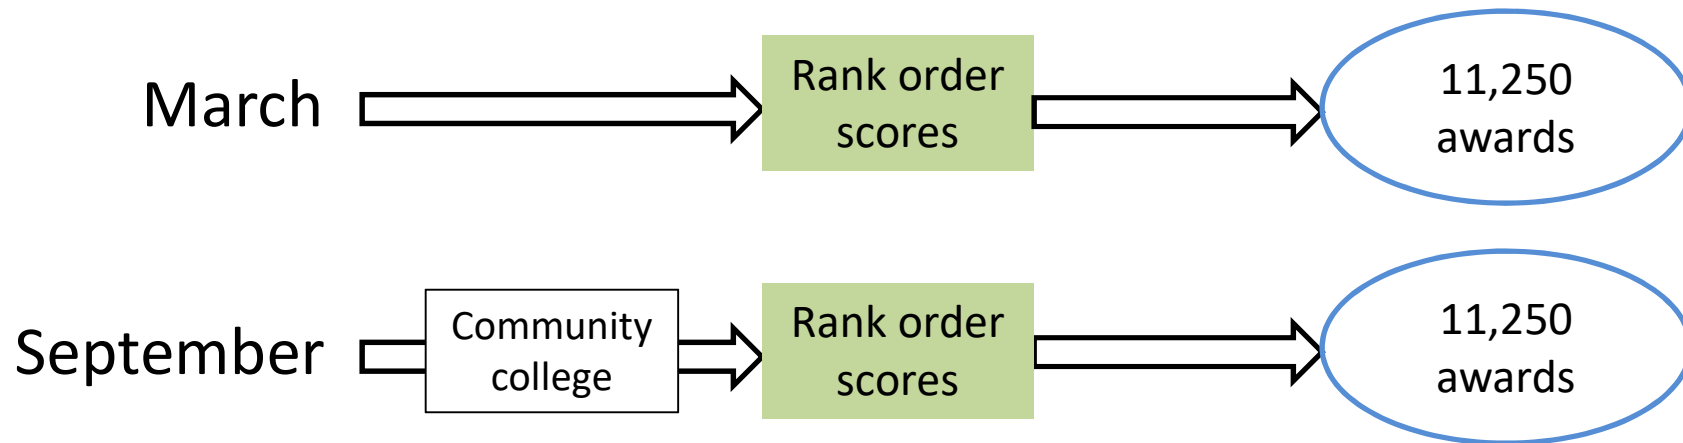 March
Rank order
scores
11,250
awards
September
Community
college
Rank order
scores
11,250
awards